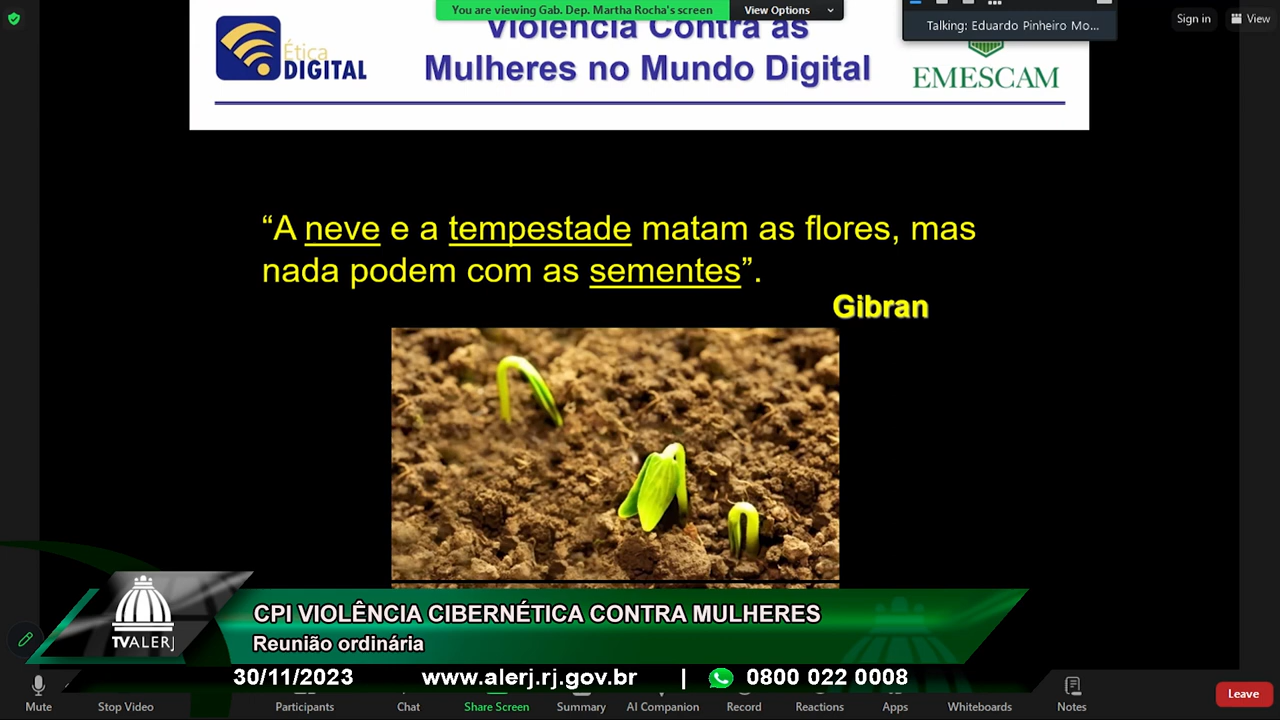 You are viewing Gab. Dep. Martha Rocha's screen
View Options
Talking: Eduardo Pinheiro Mo...
Sign in
View
Ética
DIGITAL
Violência Contra as
Mulheres no Mundo Digital
EMESCAM
“A neve e a tempestade matam as flores, mas
nada podem com as sementes”.
Gibran
TVALERJ
CPI VIOLÊNCIA CIBERNÉTICA CONTRA MULHERES
Reunião ordinária
30/11/2023 www.alerj.rj.gov.br | 0800 022 0008
Mute
Stop Video
Participants
Chat
Share Screen
Summary
AI Companion
Record
Reactions
Apps
Whiteboards
Notes
Leave